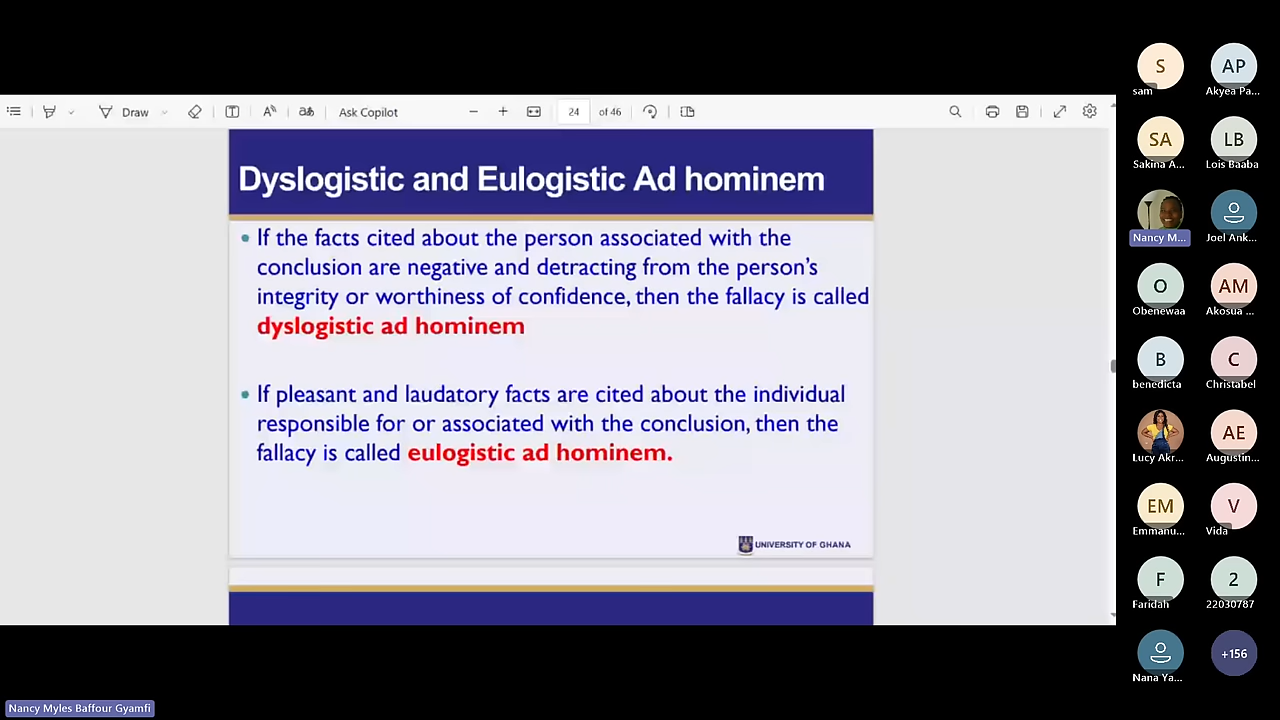 Draw
Ask Copilot
24
of 46
Dyslogistic and Eulogistic Ad hominem
• If the facts cited about the person associated with the
conclusion are negative and detracting from the person's
integrity or worthiness of confidence, then the fallacy is called
dyslogistic ad hominem
• If pleasant and laudatory facts are cited about the individual
responsible for or associated with the conclusion, then the
fallacy is called eulogistic ad hominem.
UNIVERSITY OF GHANA
S
AP
sam
Akyea Pa...
SA
LB
Sakina A...
Lois Baaba
Nancy M...
Joel Ank...
O
AM
Obenewaa
Akosua ...
B
C
benedicta
Christabel
AE
Lucy Akr...
Augustin...
EM
V
Emmanu...
Vida
F
2
Faridah
22030787
Nana Ya...
+156
Nancy Myles Baffour Gyamfi